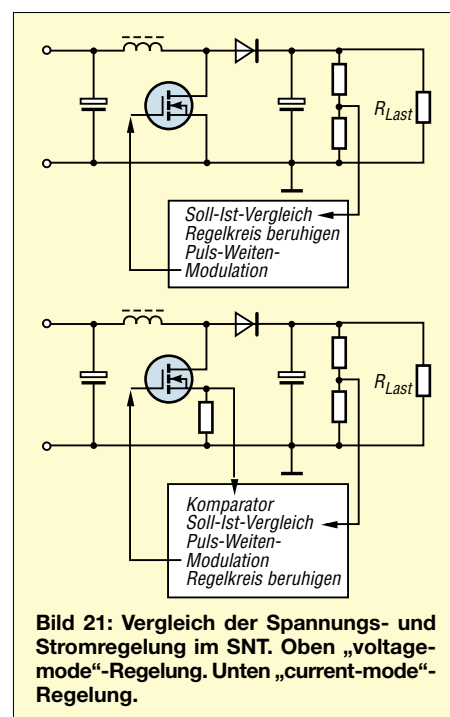 R_Last
Soll-Ist-Vergleich
Regelkreis beruhigen
Puls-Weiten-
Modulation
R_Last
Komparator
Soll-Ist-Vergleich
Puls-Weiten-
Modulation
Regelkreis beruhigen
Bild 21: Vergleich der Spannungs- und
Stromregelung im SNT. Oben „voltage-
mode“-Regelung. Unten „current-mode“-
Regelung.